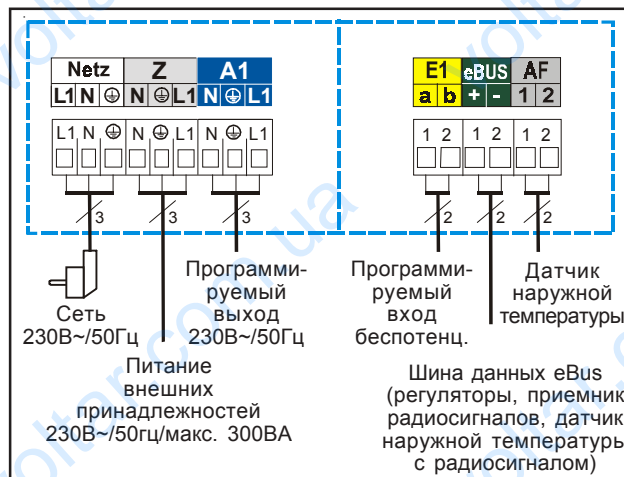 Netz Z A1 E1 eBUS AF
L1 N N L1 N L1 a b + - 1 2
L1 N N L1 N L1 1 2 1 2 1 2
3 3 3 2 2 2
Сеть
230В~/50Гц
Программи-
руемый
выход
230В~/50Гц
Питание
внешних
принадлежностей
230В~/50гц/макс. 300ВА
Программи-
руемый
вход
беспотенц.
Датчик
наружной
температуры
Шина данных eBus
(регуляторы, приемник
радиосигналов, датчик
наружной температуры
с радиосигналом)
voltar.com.ua